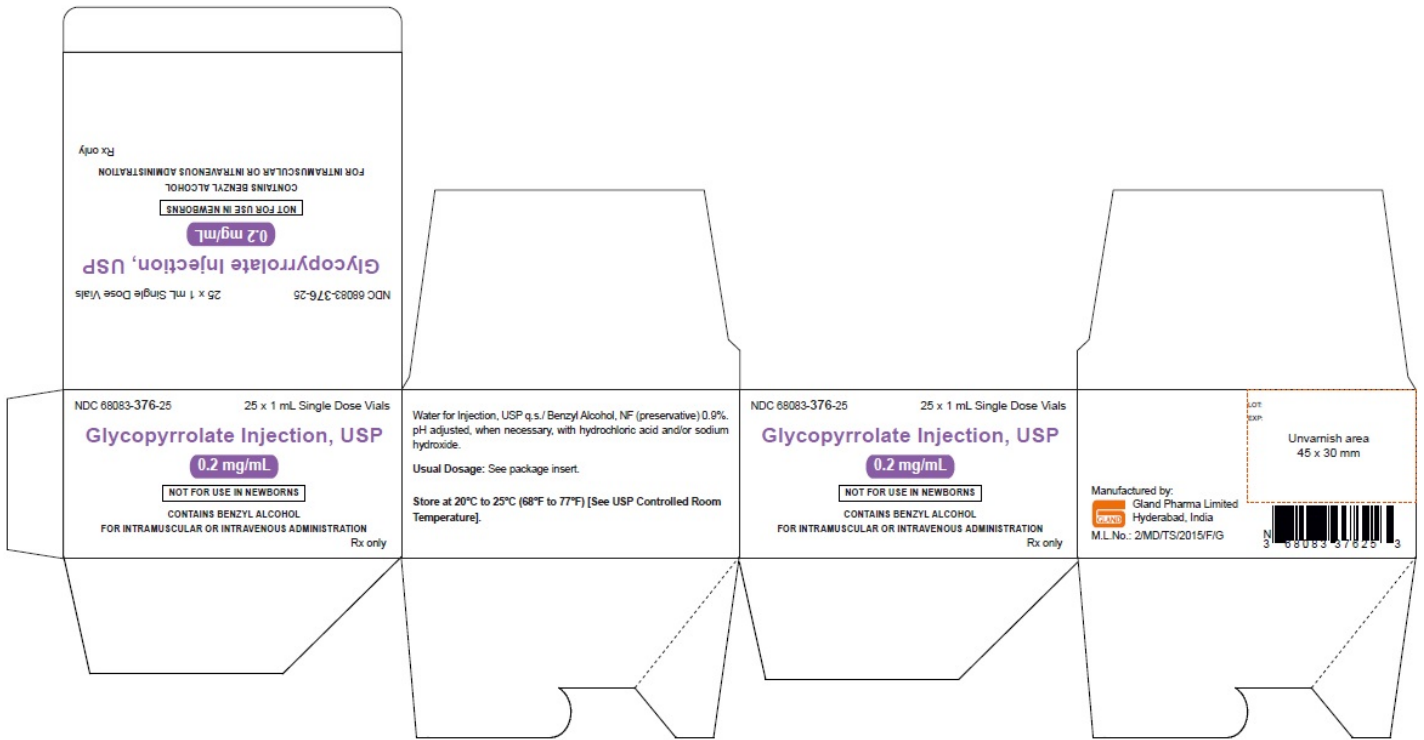 Rx only
FOR INTRAMUSCULAR OR INTRAVENOUS ADMINISTRATION
CONTAINS BENZYL ALCOHOL
NOT FOR USE IN NEWBORNS
0.2 mg/mL
Glycopyrrolate Injection, USP
NDC 68083-376-25 25 x 1 mL Single Dose Vials
NDC 68083-376-25 25 x 1 mL Single Dose Vials
Glycopyrrolate Injection, USP
0.2 mg/mL
NOT FOR USE IN NEWBORNS
CONTAINS BENZYL ALCOHOL
FOR INTRAMUSCULAR OR INTRAVENOUS ADMINISTRATION
Rx only
Water for Injection, USP q.s./ Benzyl Alcohol, NF (preservative) 0.9%.
pH adjusted, when necessary, with hydrochloric acid and/or sodium
hydroxide.
Usual Dosage: See package insert.
Store at 20°C to 25°C (68°F to 77°F) [See USP Controlled Room
Temperature].
NDC 68083-376-25 25 x 1 mL Single Dose Vials
Glycopyrrolate Injection, USP
0.2 mg/mL
NOT FOR USE IN NEWBORNS
CONTAINS BENZYL ALCOHOL
FOR INTRAMUSCULAR OR INTRAVENOUS ADMINISTRATION
Rx only
LOT:
EXP:
Unvarnish area
45 x 30 mm
Manufactured by:
GLAND
Gland Pharma Limited
Hyderabad, India
M.L.No.: 2/MD/TS/2015/F/G
N
3 68083 37625 3